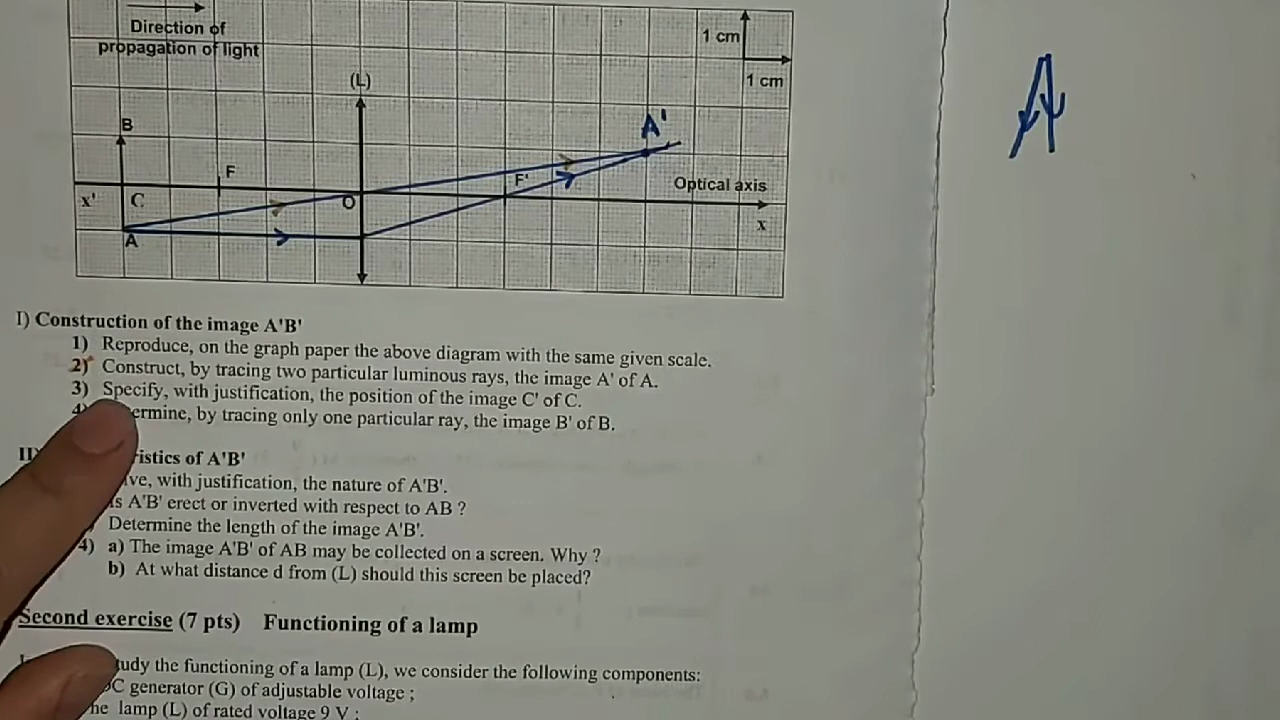 Direction of
propagation of light
1 cm
1 cm
(L)
A'
B
F
F'
Optical axis
x'
C
O
x
A
A
I) Construction of the image A'B'
1) Reproduce, on the graph paper the above diagram with the same given scale.
2) Construct, by tracing two particular luminous rays, the image A' of A.
3) Specify, with justification, the position of the image C' of C.
by tracing only one particular ray, the image B' of B.
of A'B'
with justification, the nature of A'B'.
Is A'B' erect or inverted with respect to AB ?
Determine the length of the image A'B'.
4) a) The image A'B' of AB may be collected on a screen. Why ?
b) At what distance d from (L) should this screen be placed?
Second exercise (7 pts) Functioning of a lamp
the functioning of a lamp (L), we consider the following components:
generator (G) of adjustable voltage ;
lamp (L) of rated voltage 9 V ;